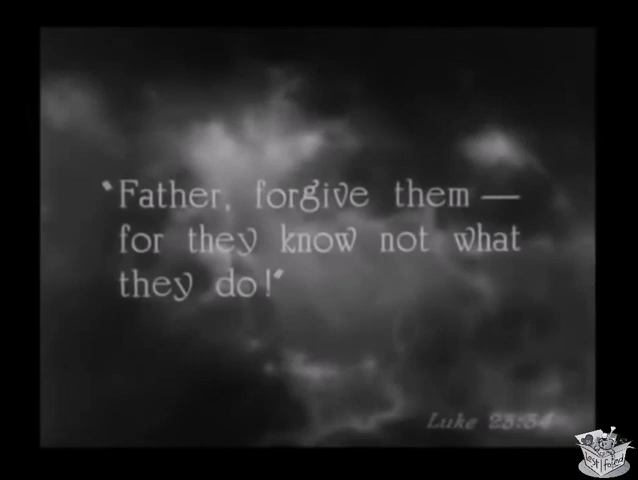 “Father, forgive them —
for they know not what
they do!”
Luke 23:34